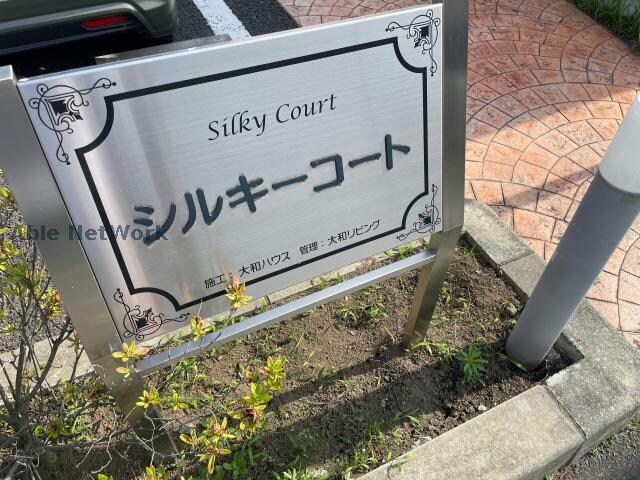 Silky Court
シルキーコート
施工：大和ハウス 管理：大和リビング
ble NetWork